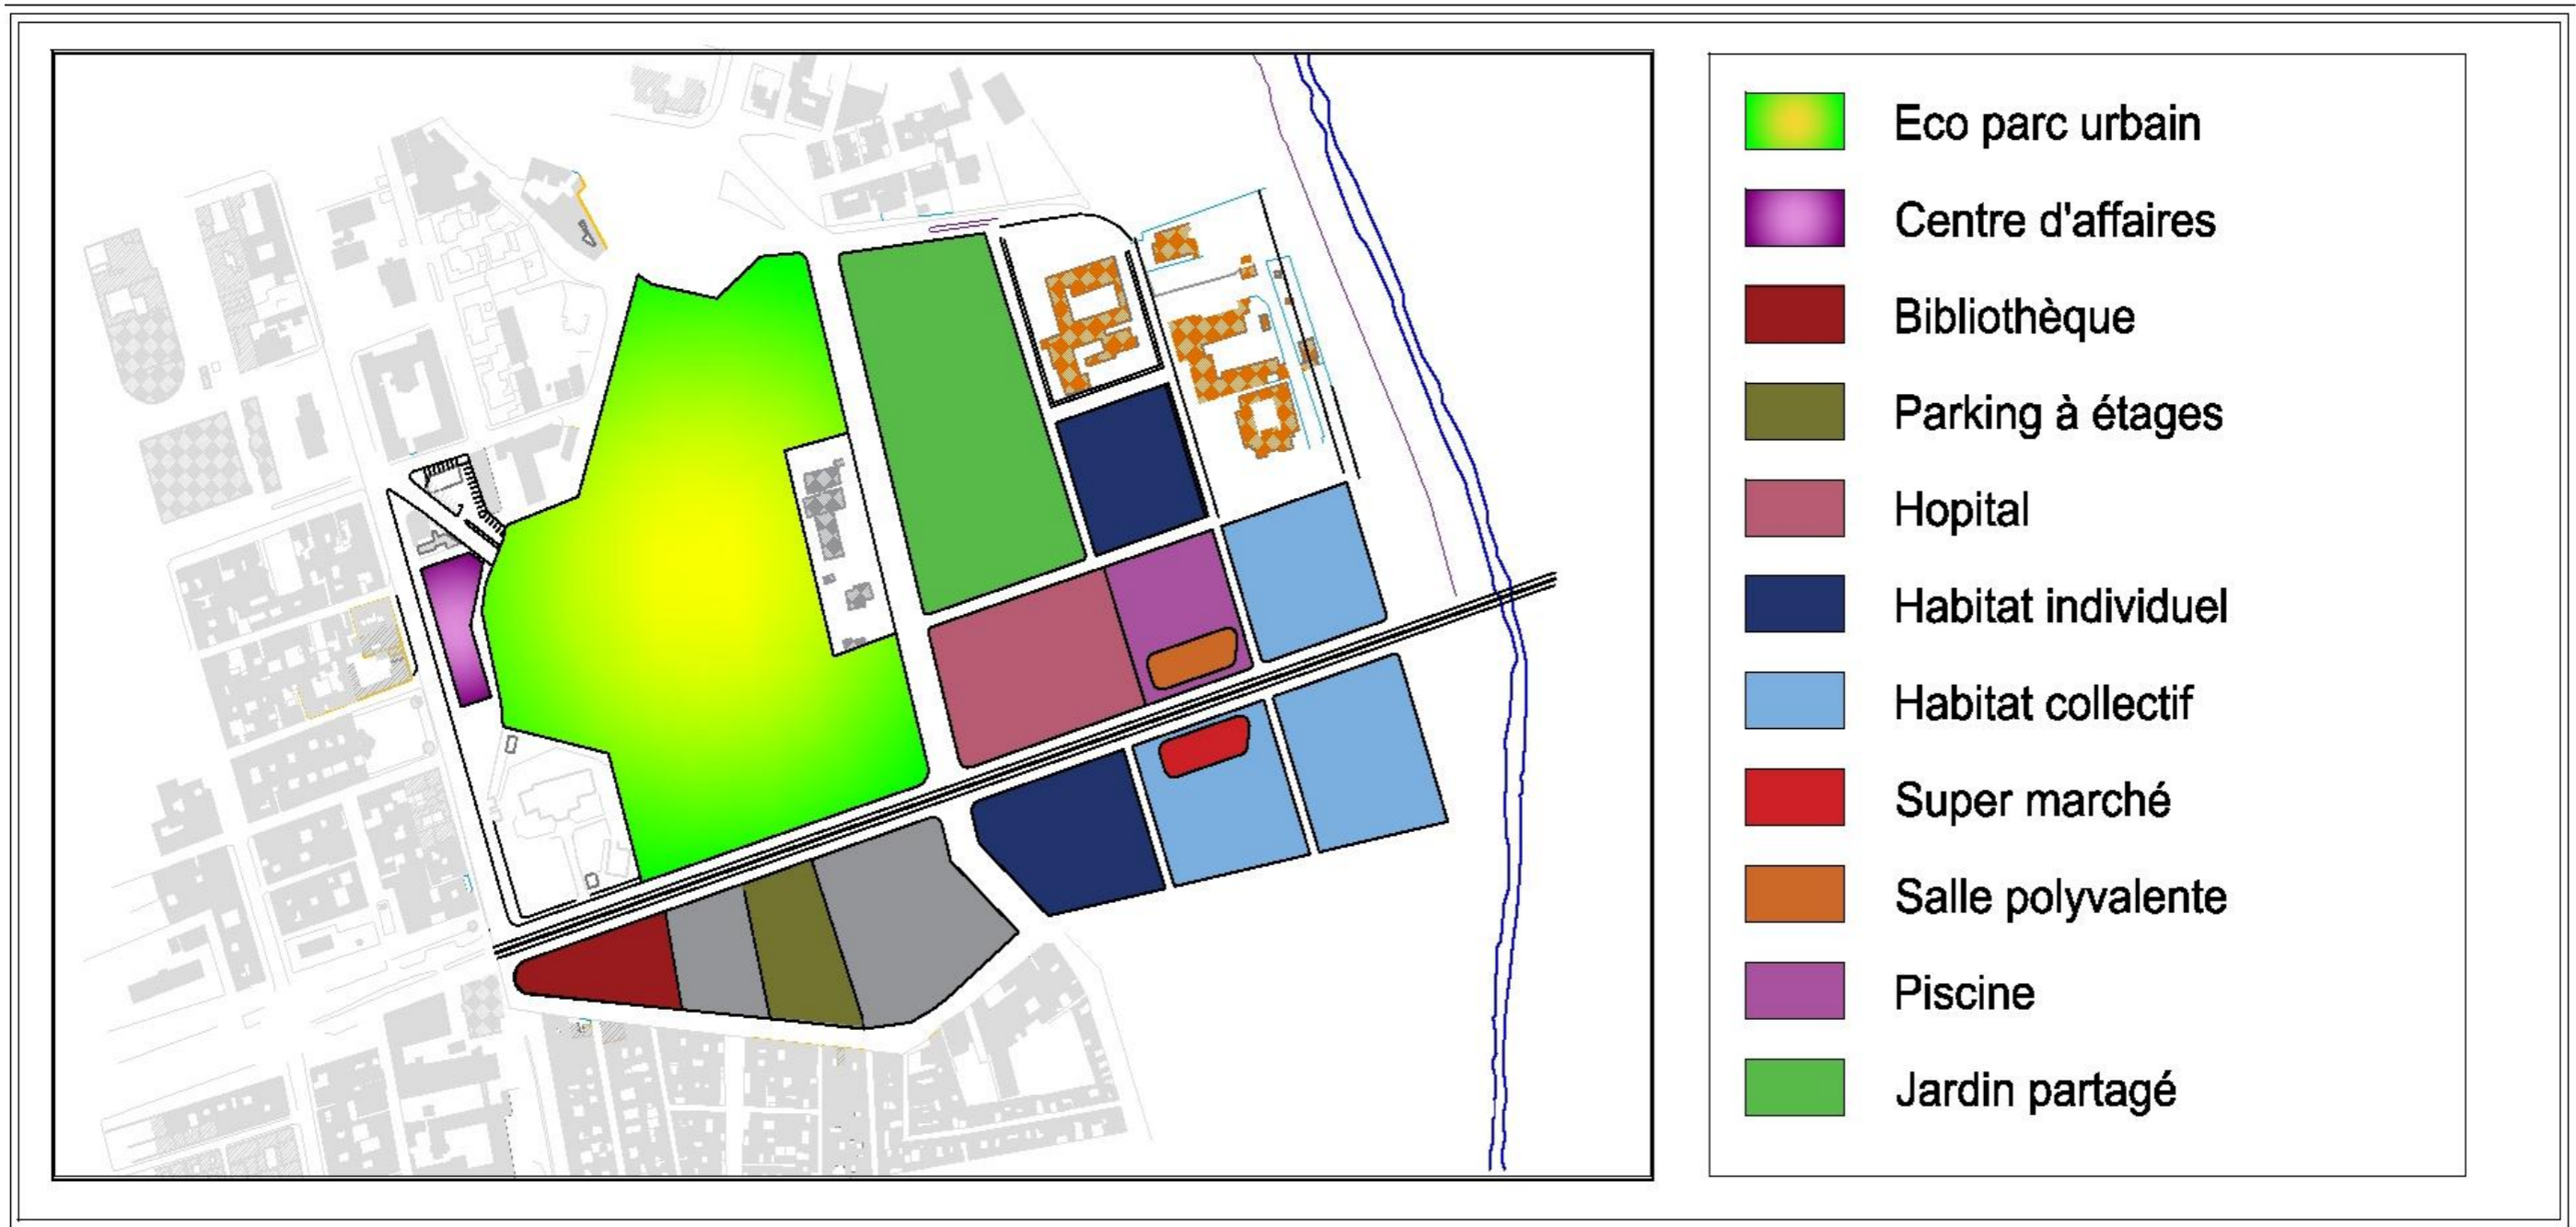 Eco parc urbain
Centre d'affaires
Bibliothèque
Parking à étages
Hopital
Habitat individuel
Habitat collectif
Super marché
Salle polyvalente
Piscine
Jardin partagé